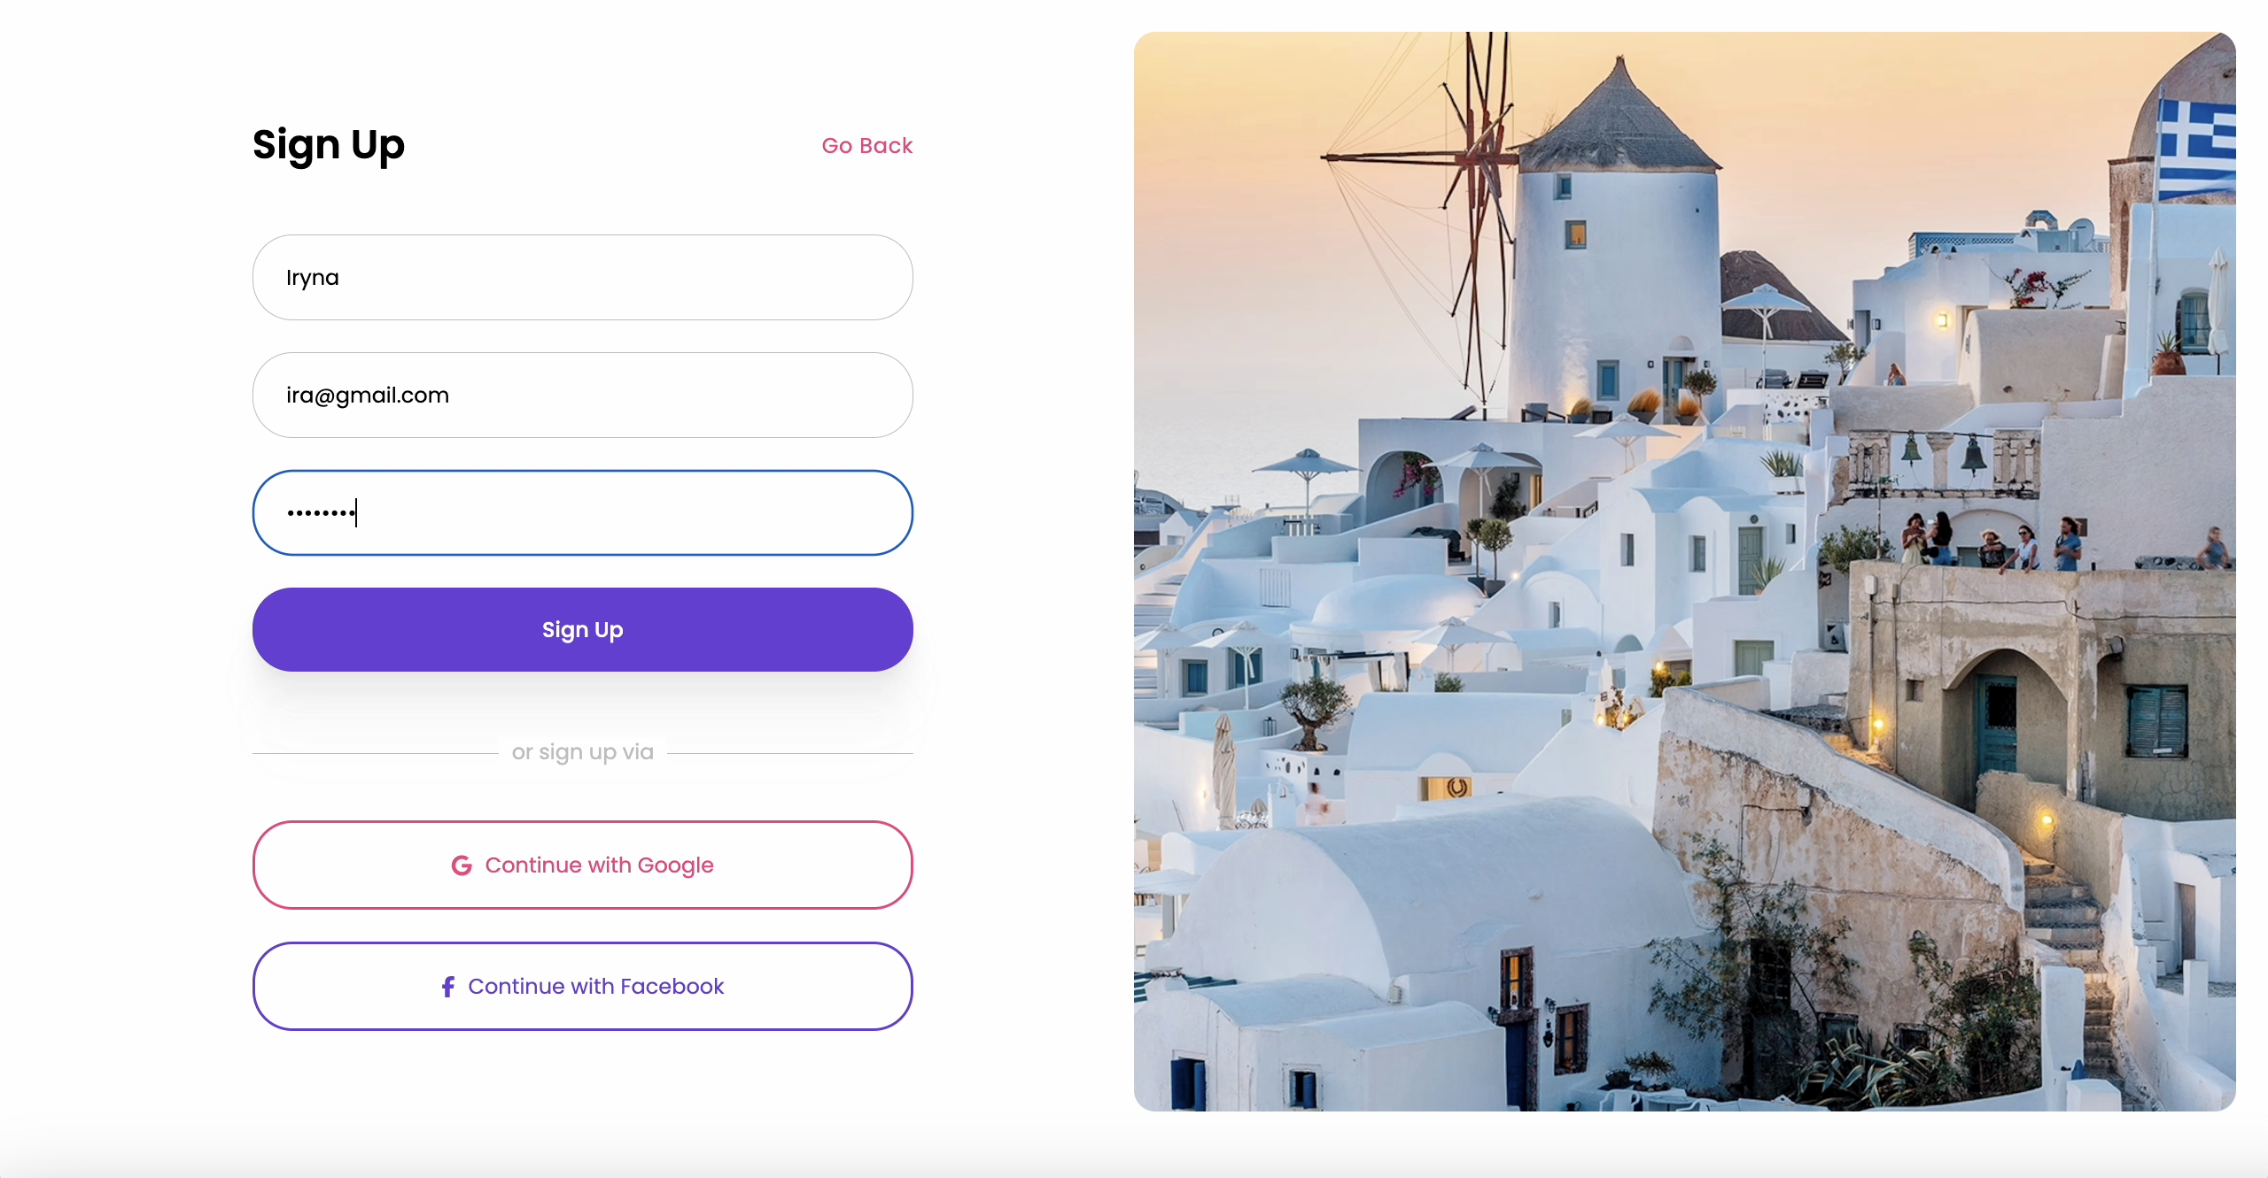 Sign Up
Go Back
Iryna
ira@gmail.com
••••••••
Sign Up
or sign up via
Continue with Google
Continue with Facebook